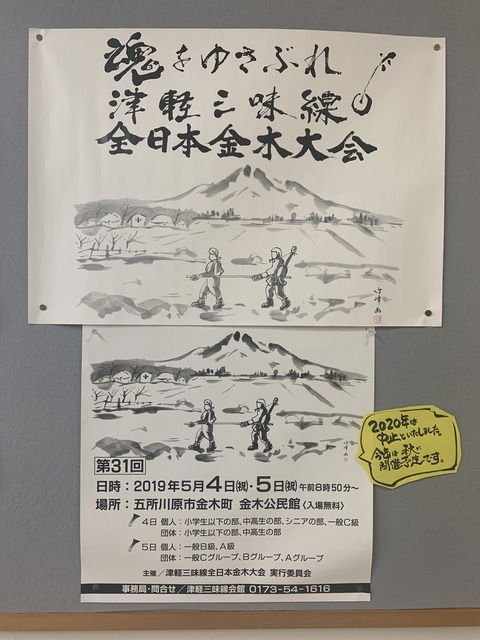 魂をゆさぶれ
津軽三味線
全日本金木大会
第31回
日時：2019年5月4日㈷・5日㈷ 午前8時50分〜
場所：五所川原市金木町 金木公民館〈入場無料〉
4日 個人：小学生以下の部、中高生の部、シニアの部、一般C級
団体：小学生以下の部、中高生の部
5日 個人：一般B級、A級
団体：一般Cグループ、Bグループ、Aグループ
主催／津軽三味線全日本金木大会 実行委員会
事務局・問合せ／津軽三味線会館 0173-54-1616
2020年は
中止といたしました。
今年は秋に
開催予定です。